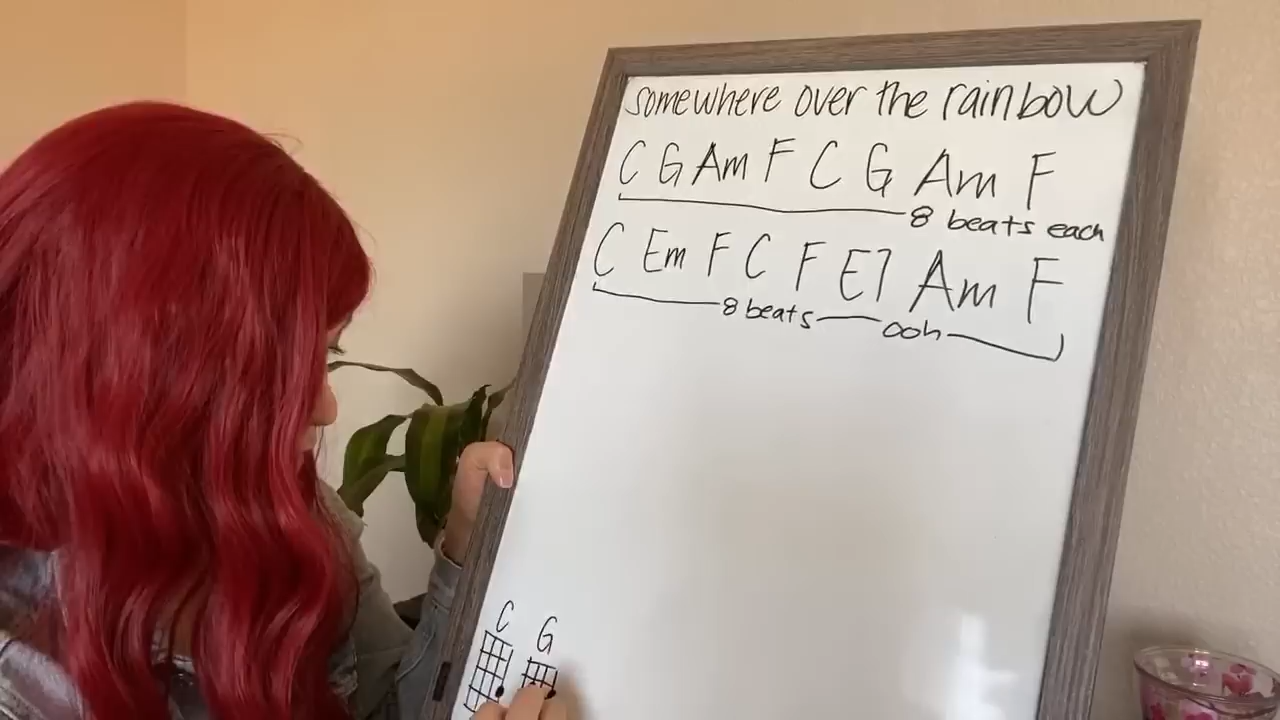 somewhere over the rainbow
C G Am F C G Am F
8 beats each
C Em F C F E7 Am F
8 beats ooh
C G